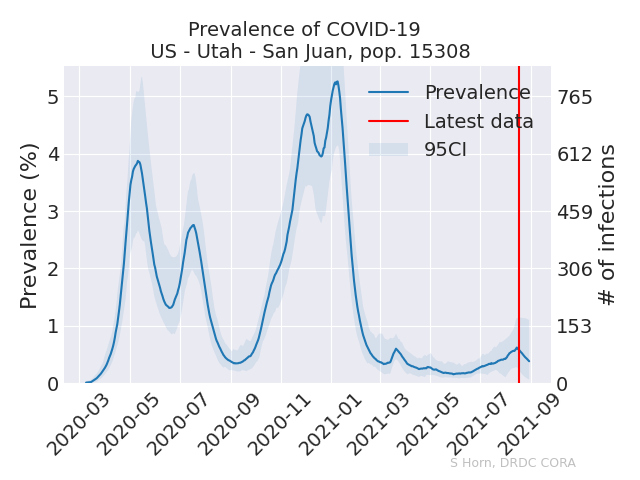 Prevalence of COVID-19
US - Utah - San Juan, pop. 15308
Prevalence
Latest data
95CI
Prevalence (%)
5
4
3
2
1
0
765
612
459
306
153
0
# of infections
2020-03
2020-05
2020-07
2020-09
2020-11
2021-01
2021-03
2021-05
2021-07
2021-09
S Horn, DRDC CORA